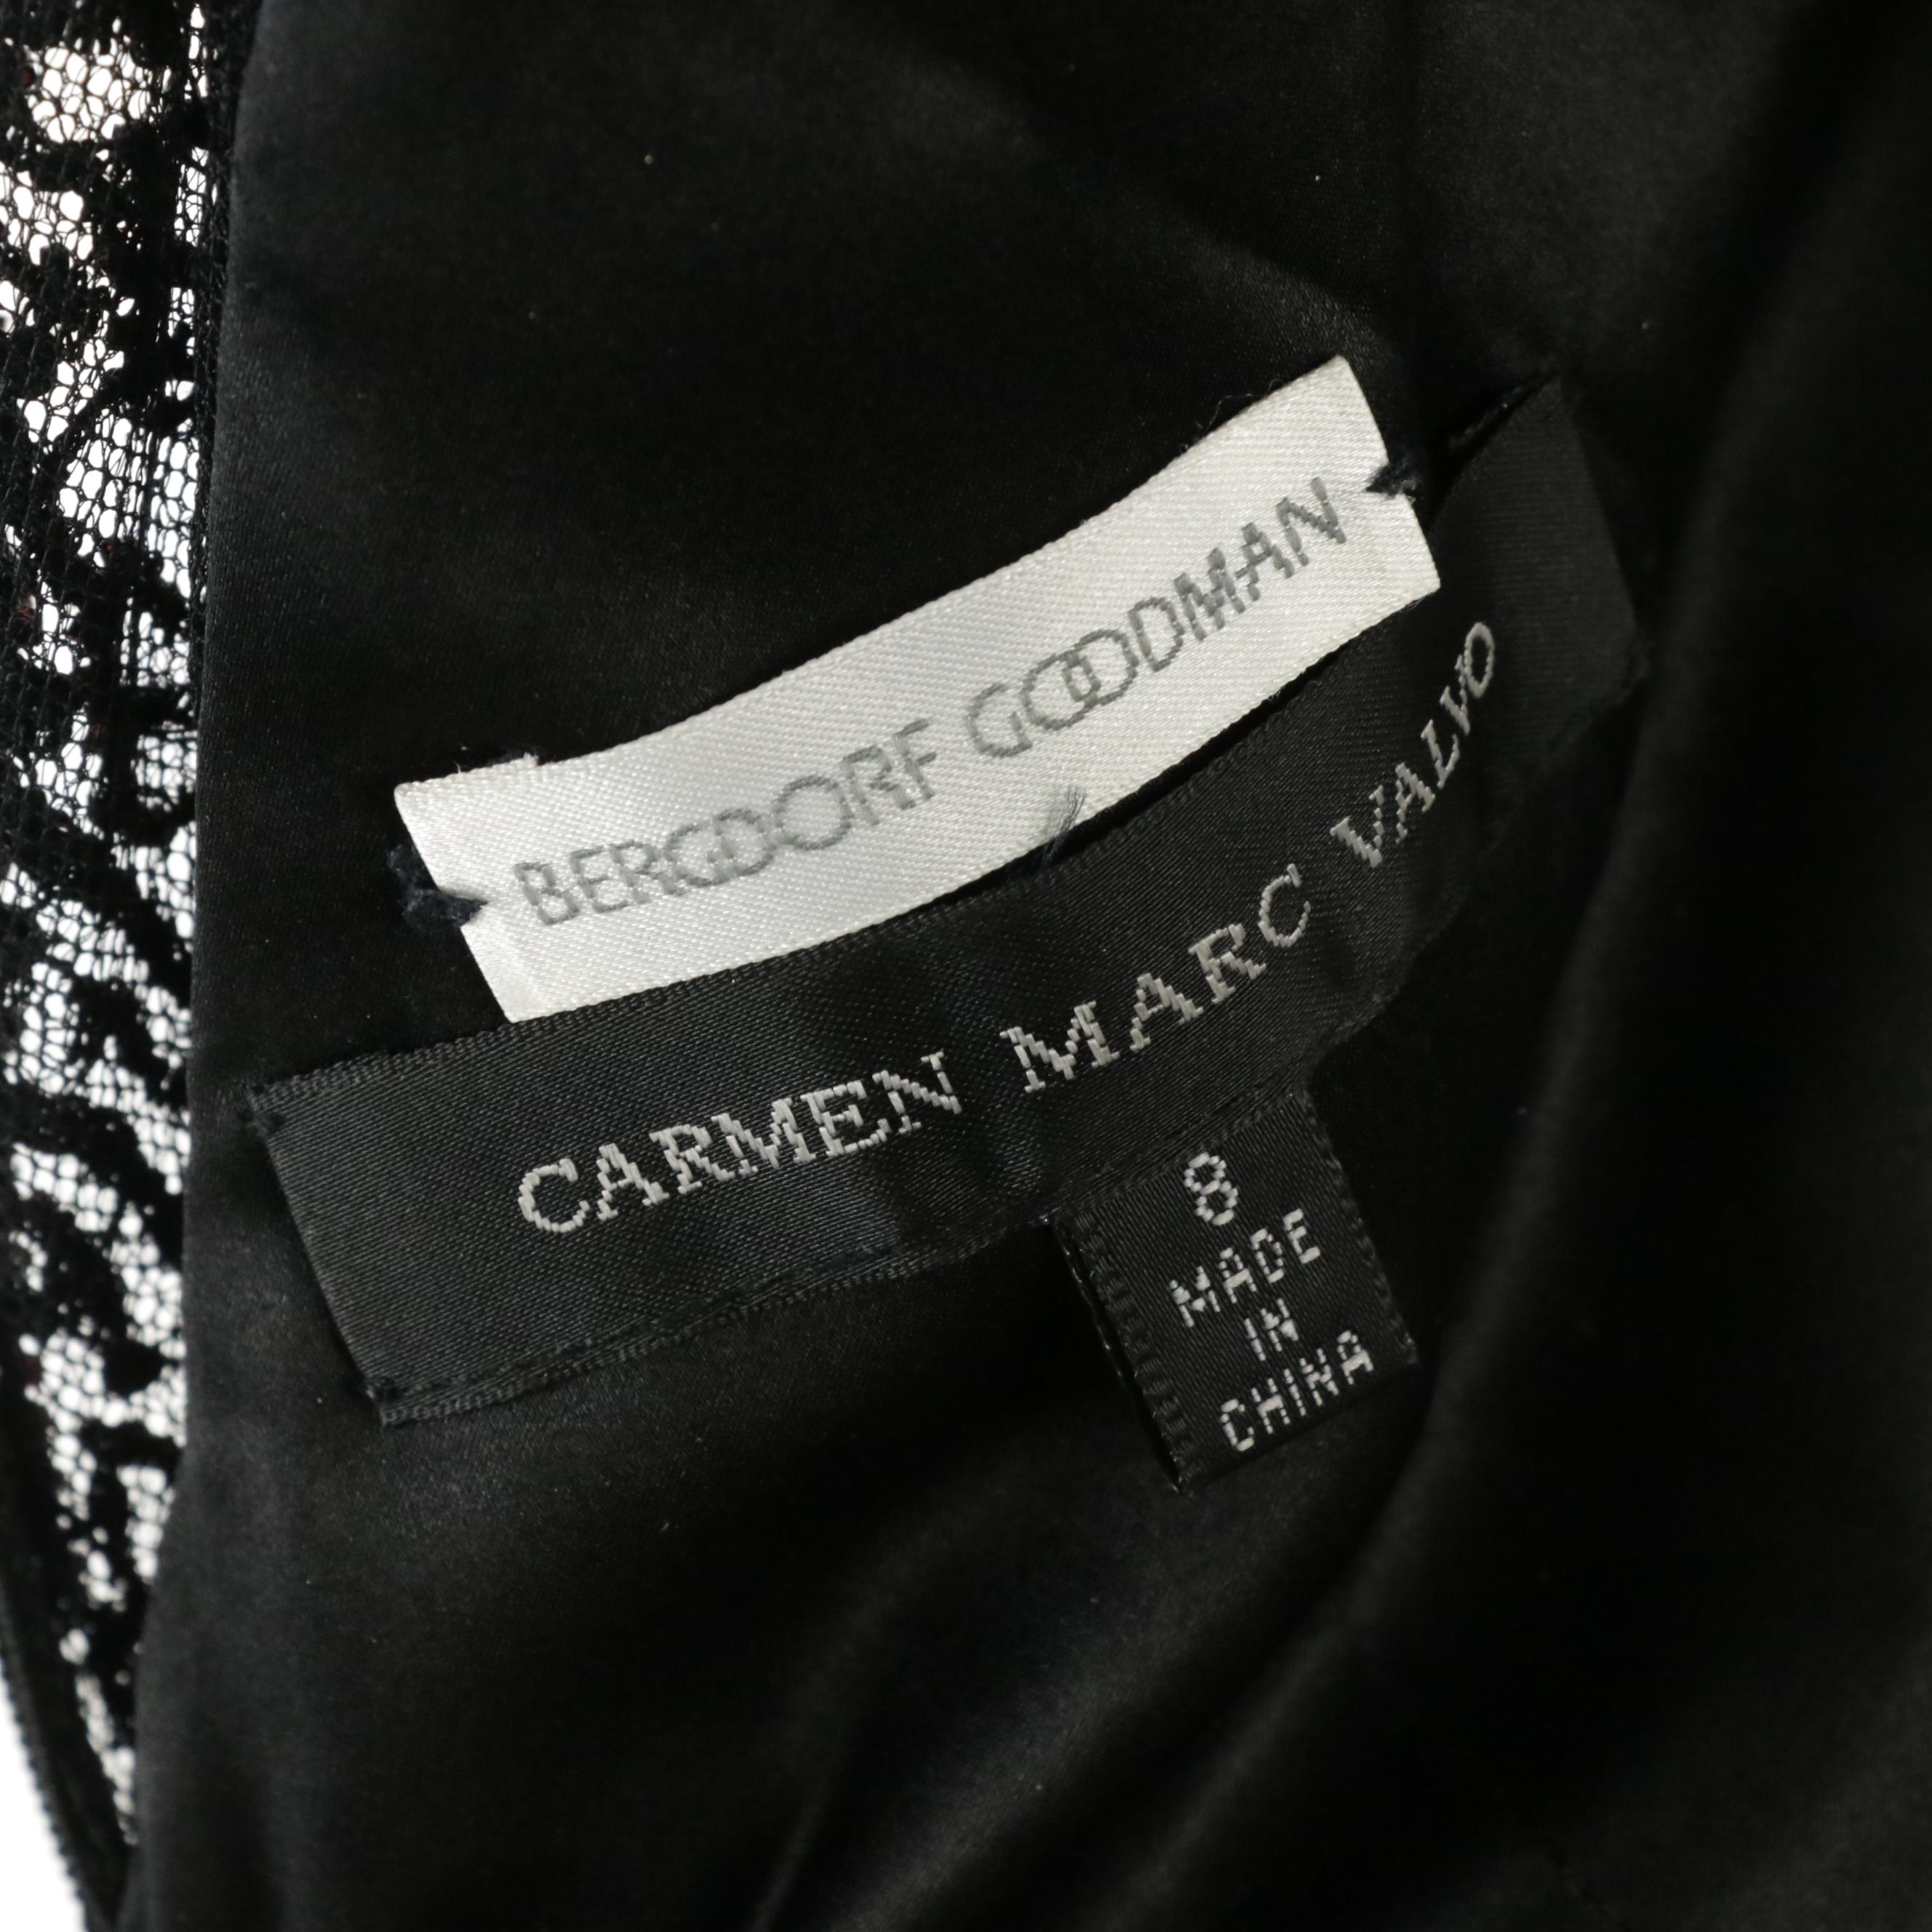 BERGDORF GOODMAN
CARMEN MARC VALVO
8
MADE
IN
CHINA